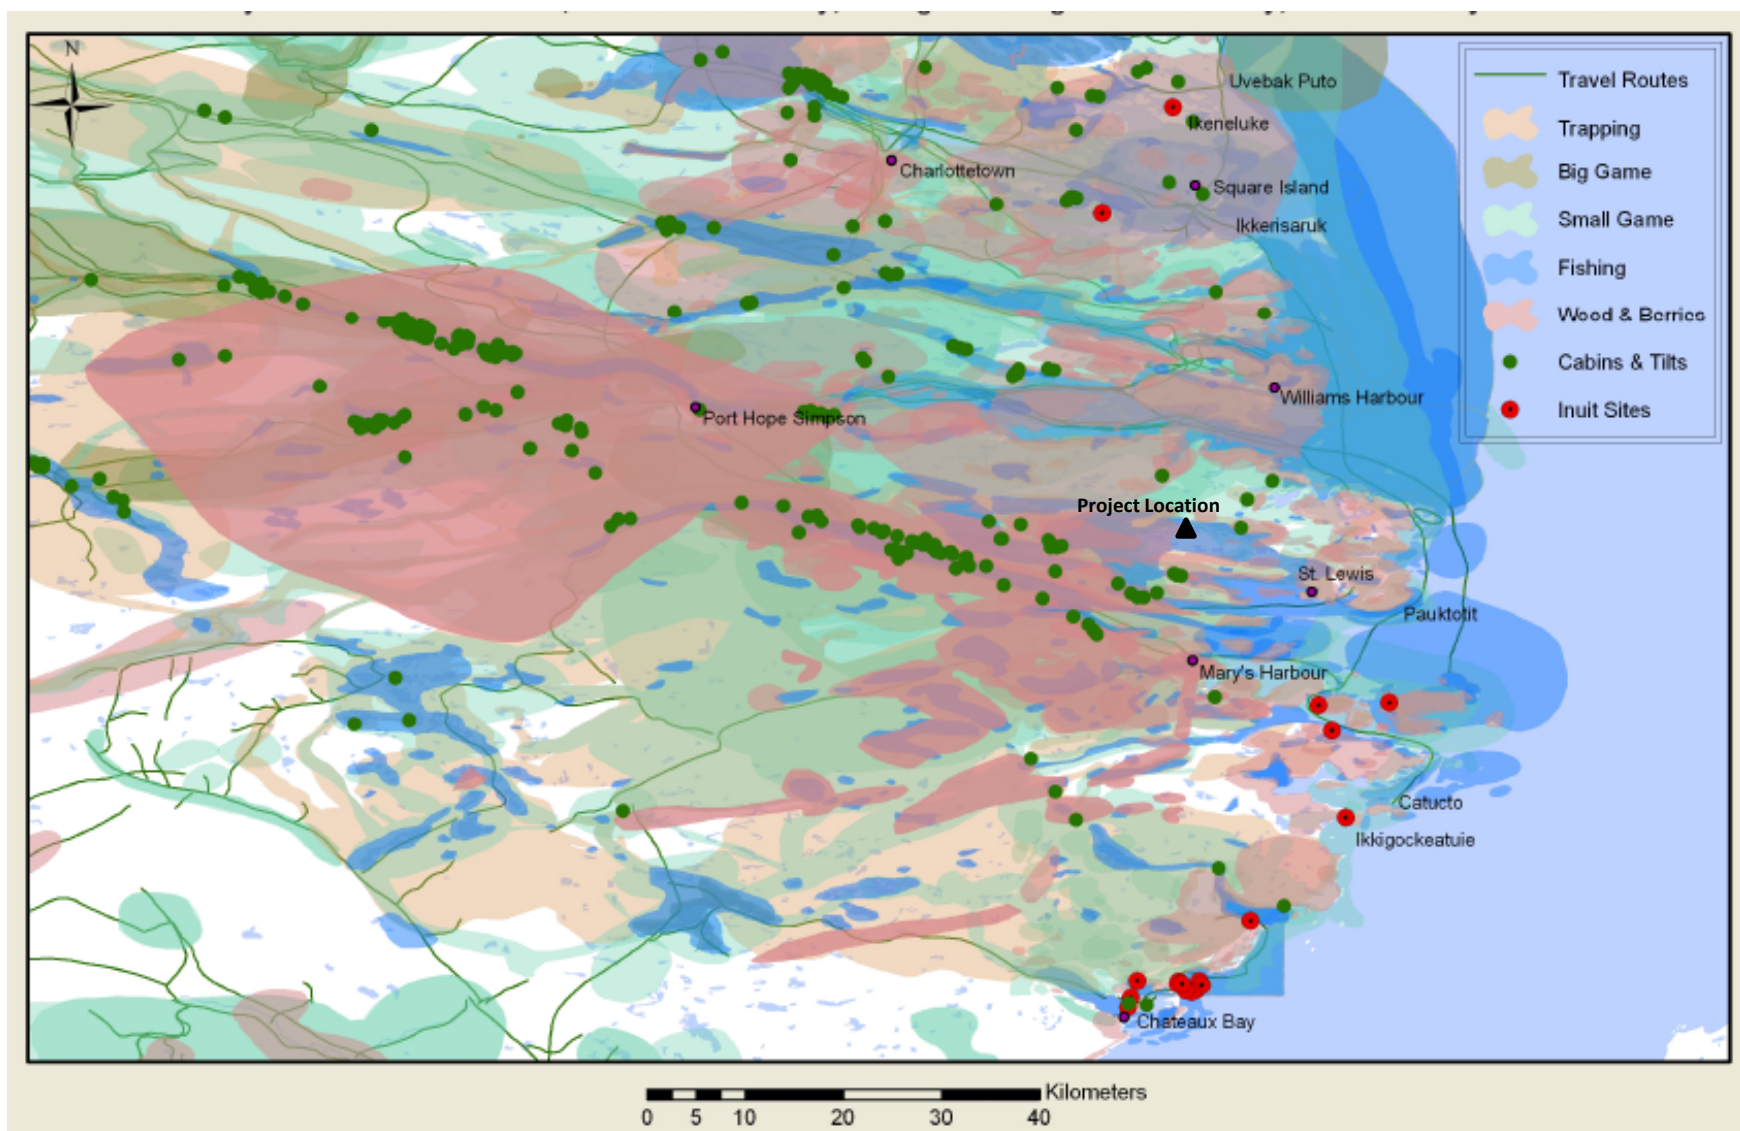 N
Travel Routes
Trapping
Big Game
Small Game
Fishing
Wood & Berries
Cabins & Tilts
Inuit Sites
Uvebak Puto
Ikeneluke
Charlottetown
Square Island
Ikkerisaruk
Williams Harbour
Port Hope Simpson
Project Location
St. Lewis
Pauktotit
Mary's Harbour
Catucto
Ikkigockeatuie
Chateaux Bay
Kilometers
0 5 10 20 30 40